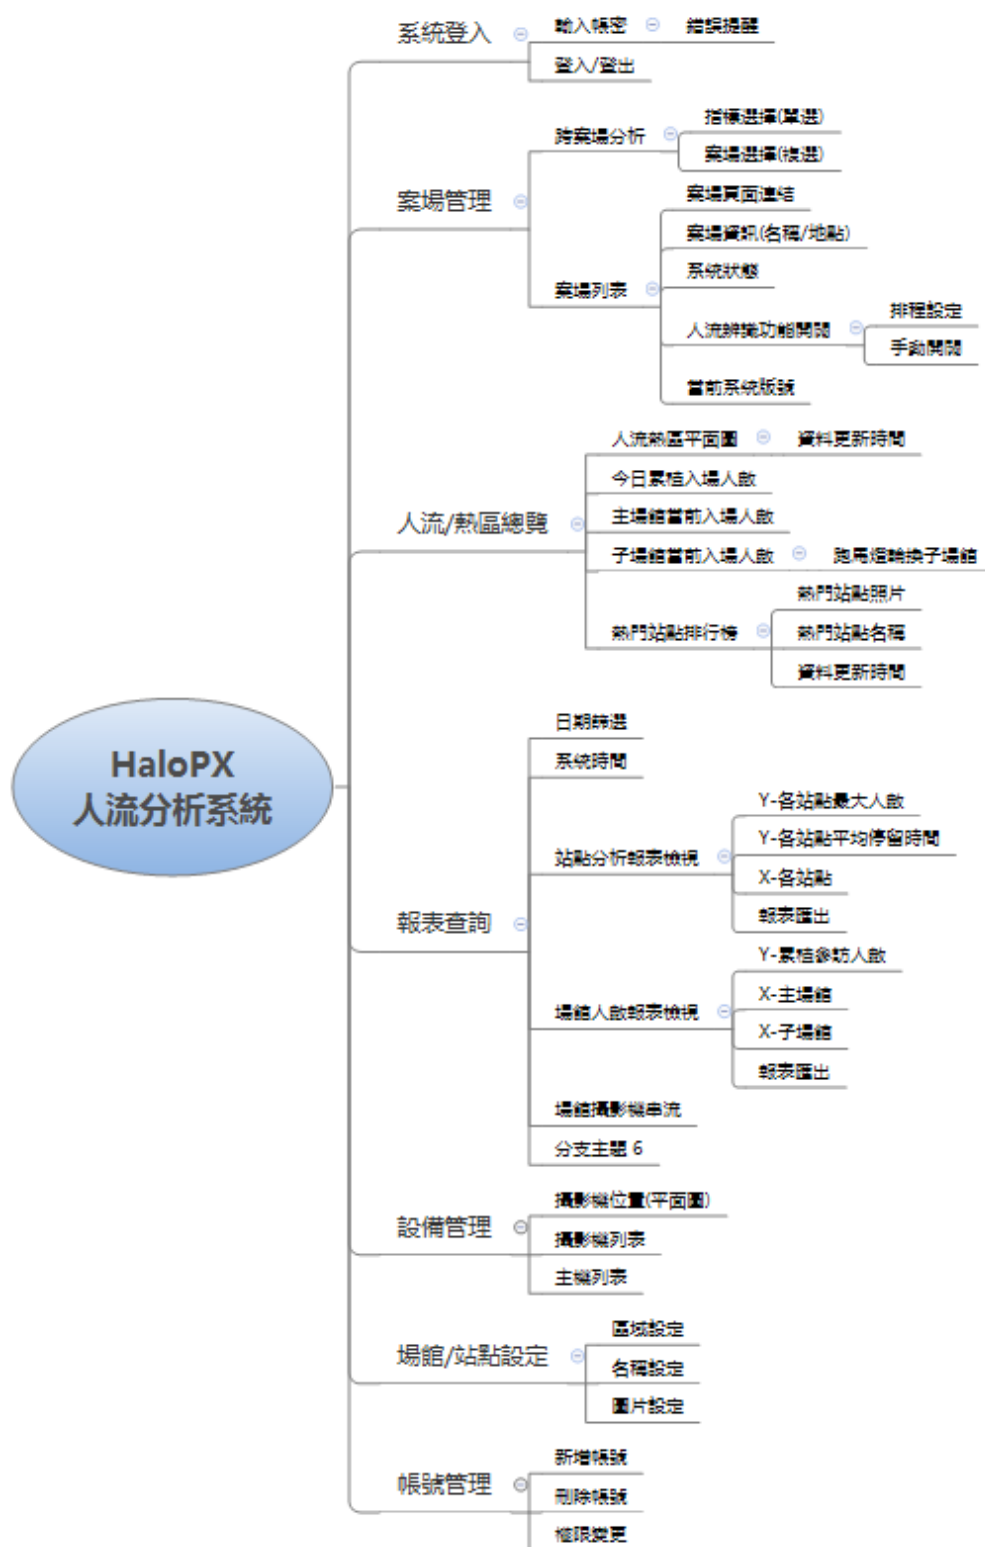 系統登入
輸入帳密
錯誤提醒
登入/登出
案場管理
跨案場分析
指標選擇(單選)
案場選擇(複選)
案場列表
案場頁面連結
案場資訊(名稱/地點)
系統狀態
人流辨識功能開關
排程設定
手動開關
當前系統版號
人流/熱區總覽
人流熱區平面圖
資料更新時間
今日累積入場人數
主場館當前入場人數
子場館當前入場人數
跑馬燈輪換子場館
熱門站點排行榜
熱門站點照片
熱門站點名稱
資料更新時間
HaloPX
人流分析系統
報表查詢
日期篩選
系統時間
站點分析報表檢視
Y-各站點最大人數
Y-各站點平均停留時間
X-各站點
報表匯出
場館人數報表檢視
Y-累積參訪人數
X-主場館
X-子場館
報表匯出
場館攝影機串流
分支主題 6
設備管理
攝影機位置(平面圖)
攝影機列表
主機列表
場館/站點設定
區域設定
名稱設定
圖片設定
帳號管理
新增帳號
刪除帳號
權限變更